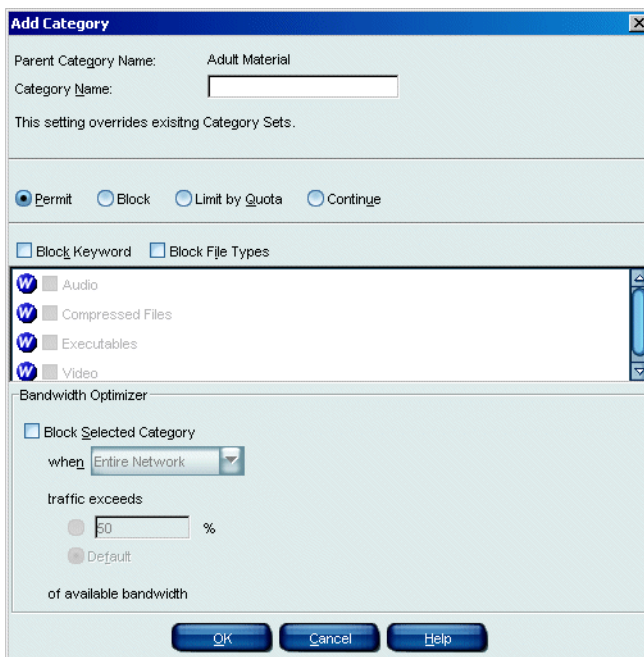 Add Category
Parent Category Name: Adult Material
Category Name:
This setting overrides exisitng Category Sets.
Permit Block Limit by Quota Continue
Block Keyword Block File Types
W Audio
W Compressed Files
W Executables
W Video
Bandwidth Optimizer
Block Selected Category
when Entire Network
traffic exceeds
50 %
Default
of available bandwidth
OK Cancel Help